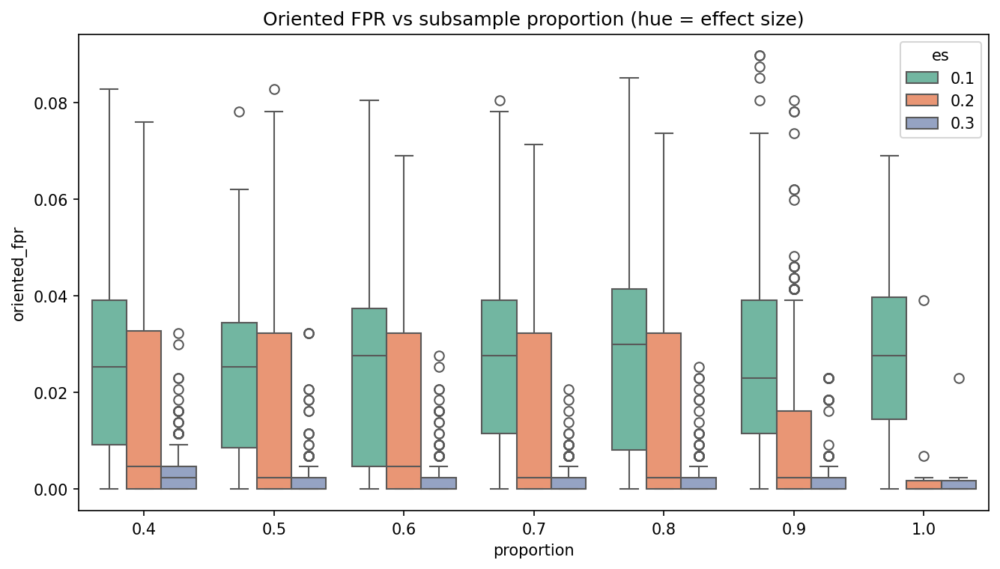 Oriented FPR vs subsample proportion (hue = effect size)
es
0.1
0.2
0.3
oriented_fpr
0.08
0.06
0.04
0.02
0.00
0.4 0.5 0.6 0.7 0.8 0.9 1.0
proportion